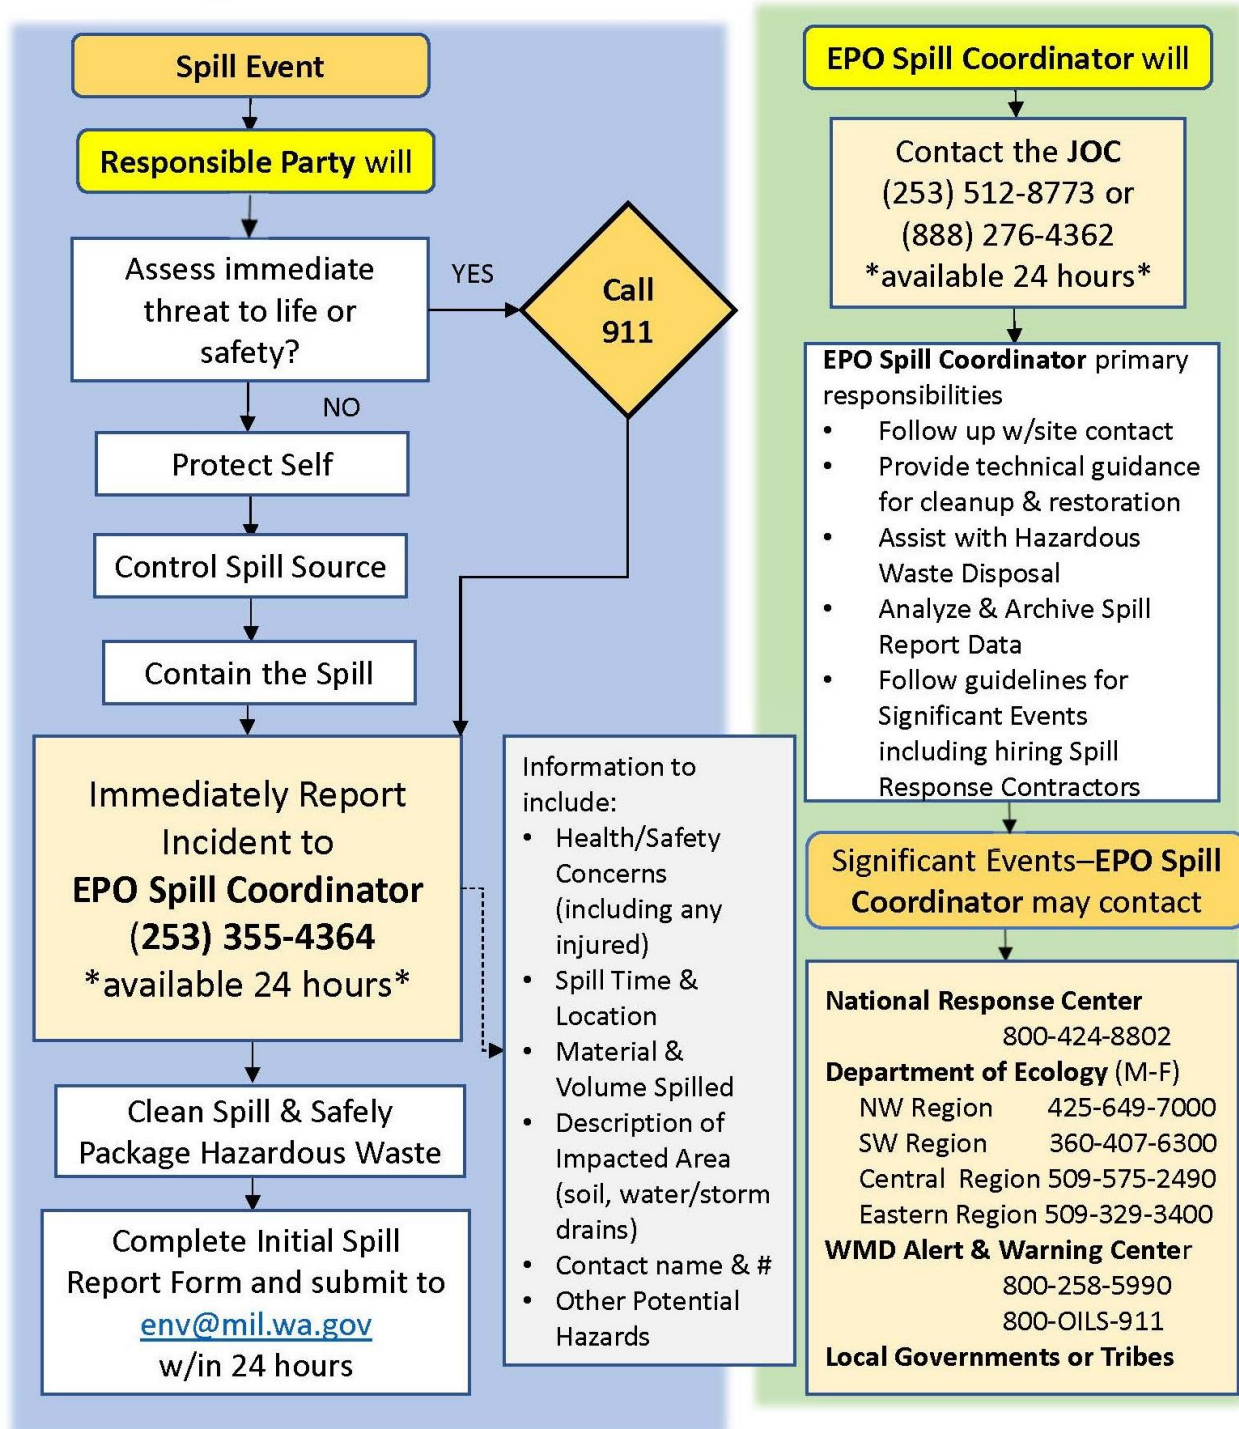 Spill Event
Responsible Party will
Assess immediate
threat to life or
safety?
YES
Call
911
NO
Protect Self
Control Spill Source
Contain the Spill
Immediately Report
Incident to
EPO Spill Coordinator
(253) 355-4364
*available 24 hours*
Information to
include:
• Health/Safety
Concerns
(including any
injured)
• Spill Time &
Location
• Material &
Volume Spilled
• Description of
Impacted Area
(soil, water/storm
drains)
• Contact name & #
• Other Potential
Hazards
Clean Spill & Safely
Package Hazardous Waste
Complete Initial Spill
Report Form and submit to
env@mil.wa.gov
w/in 24 hours
EPO Spill Coordinator will
Contact the JOC
(253) 512-8773 or
(888) 276-4362
*available 24 hours*
EPO Spill Coordinator primary
responsibilities
• Follow up w/site contact
• Provide technical guidance
for cleanup & restoration
• Assist with Hazardous
Waste Disposal
• Analyze & Archive Spill
Report Data
• Follow guidelines for
Significant Events
including hiring Spill
Response Contractors
Significant Events–EPO Spill
Coordinator may contact
National Response Center
800-424-8802
Department of Ecology (M-F)
NW Region 425-649-7000
SW Region 360-407-6300
Central Region 509-575-2490
Eastern Region 509-329-3400
WMD Alert & Warning Center
800-258-5990
800-OILS-911
Local Governments or Tribes